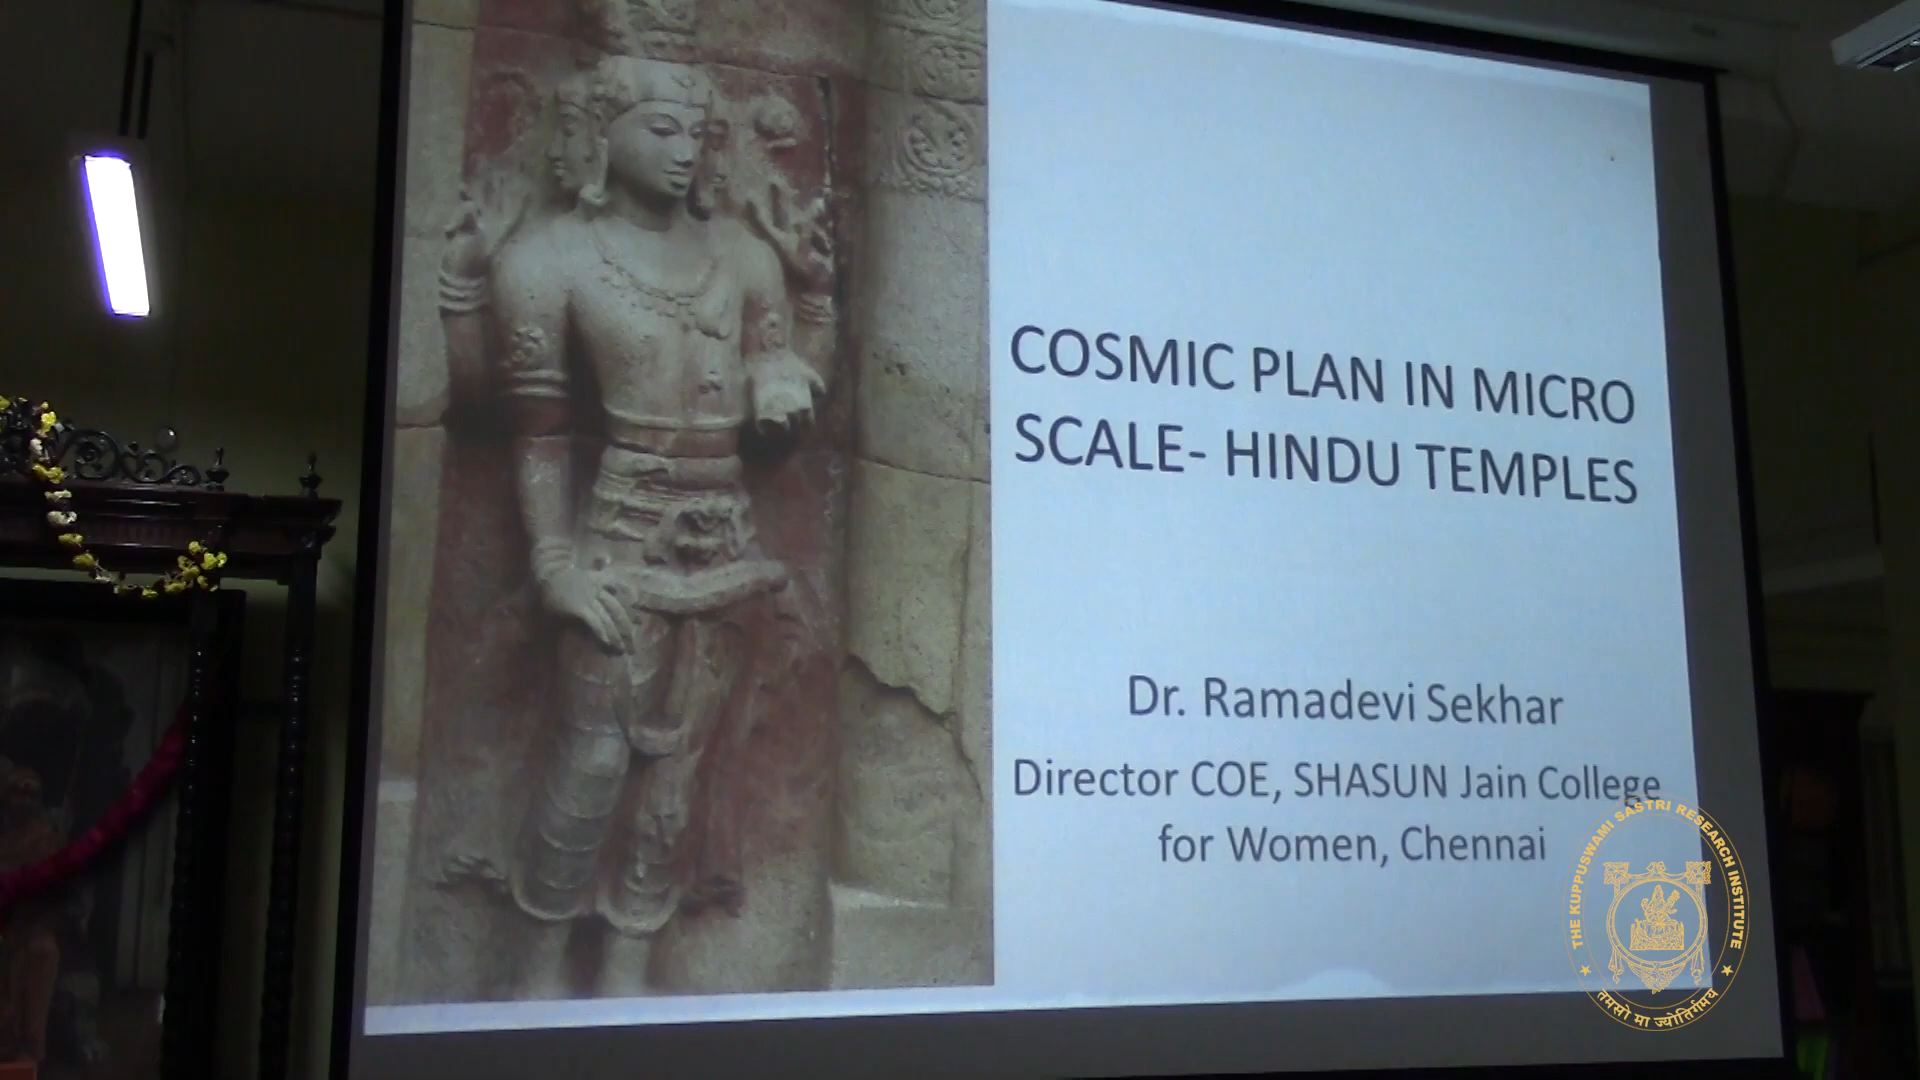 COSMIC PLAN IN MICRO
SCALE- HINDU TEMPLES
Dr. Ramadevi Sekhar
Director COE, SHASUN Jain College
for Women, Chennai
THE KUPPUSWAMI SASTRI RESEARCH INSTITUTE
तमसो मा ज्योतिर्गमय